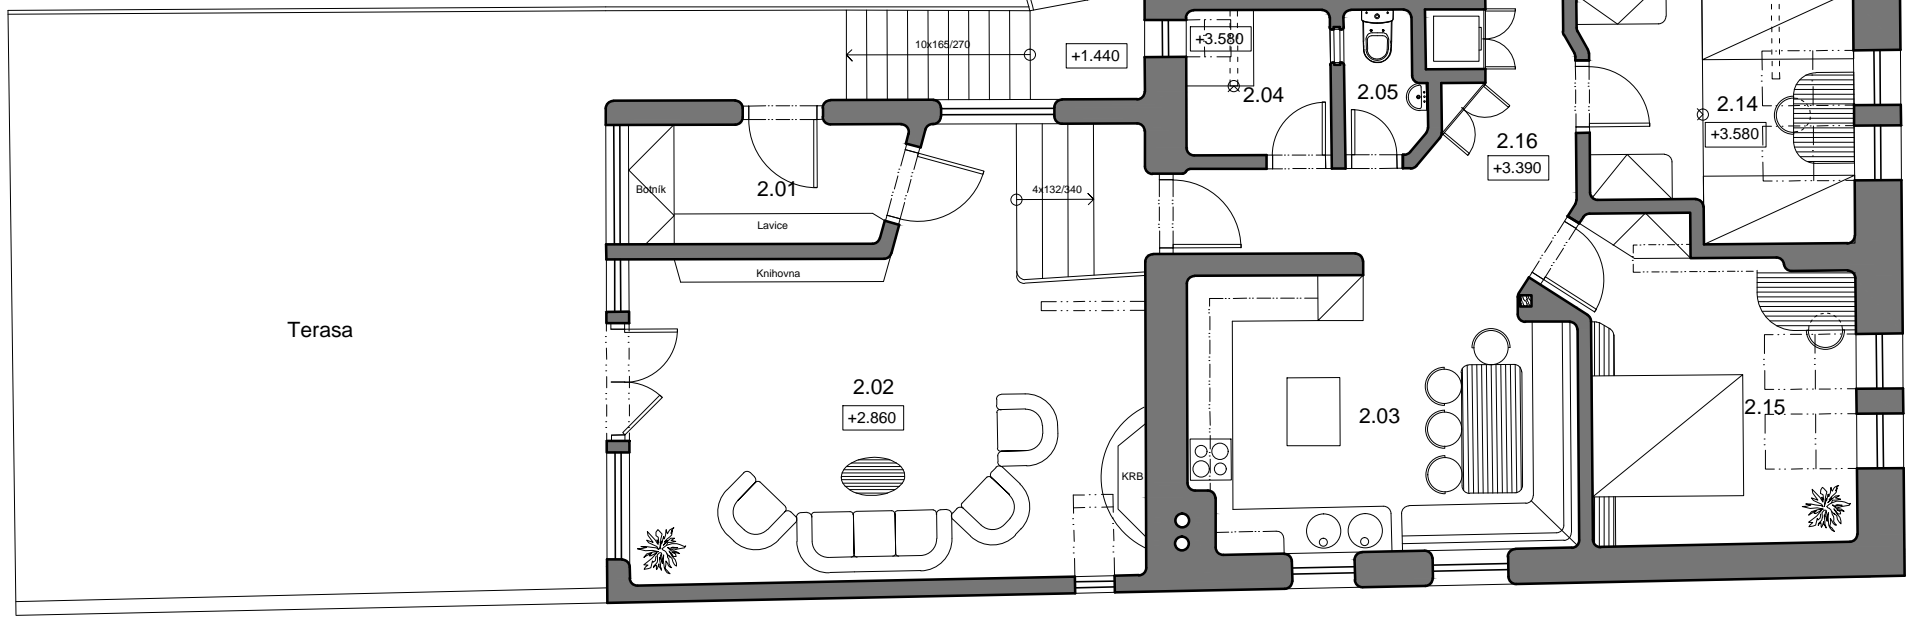 10x165/270
+1.440
+3.580
2.04
2.05
2.16
+3.390
2.14
+3.580
Botník
2.01
Lavice
4x132/340
Knihovna
Terasa
2.02
+2.860
2.03
2.15
KRB